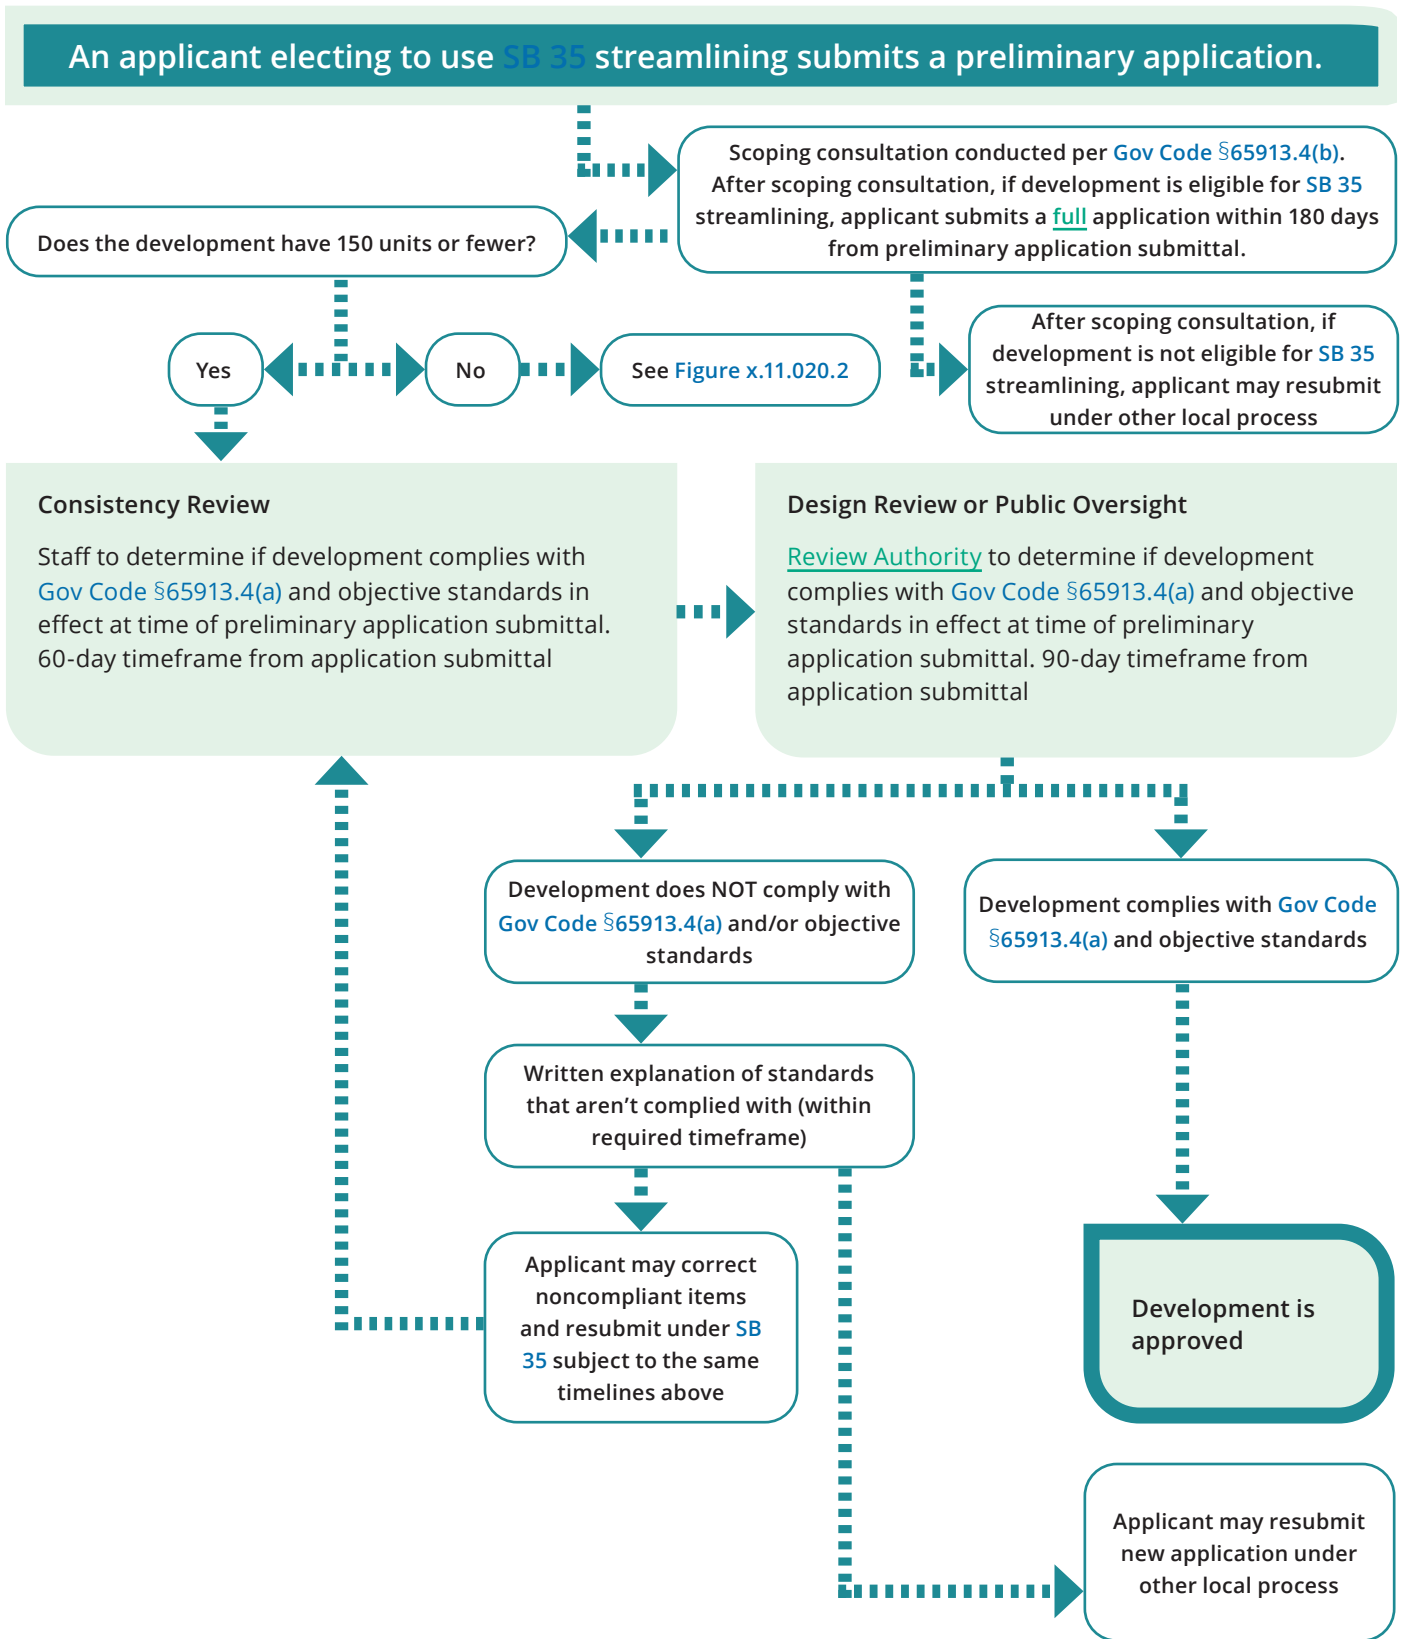 An applicant electing to use SB 35 streamlining submits a preliminary application.
Scoping consultation conducted per Gov Code §65913.4(b).
After scoping consultation, if development is eligible for SB 35
streamlining, applicant submits a full application within 180 days
from preliminary application submittal.
Does the development have 150 units or fewer?
After scoping consultation, if
development is not eligible for SB 35
streamlining, applicant may resubmit
under other local process
Yes
No
See Figure x.11.020.2
Consistency Review
Staff to determine if development complies with
Gov Code §65913.4(a) and objective standards in
effect at time of preliminary application submittal.
60-day timeframe from application submittal
Design Review or Public Oversight
Review Authority to determine if development
complies with Gov Code §65913.4(a) and objective
standards in effect at time of preliminary
application submittal. 90-day timeframe from
application submittal
Development does NOT comply with
Gov Code §65913.4(a) and/or objective
standards
Development complies with Gov Code
§65913.4(a) and objective standards
Written explanation of standards
that aren't complied with (within
required timeframe)
Applicant may correct
noncompliant items
and resubmit under SB
35 subject to the same
timelines above
Development is
approved
Applicant may resubmit
new application under
other local process